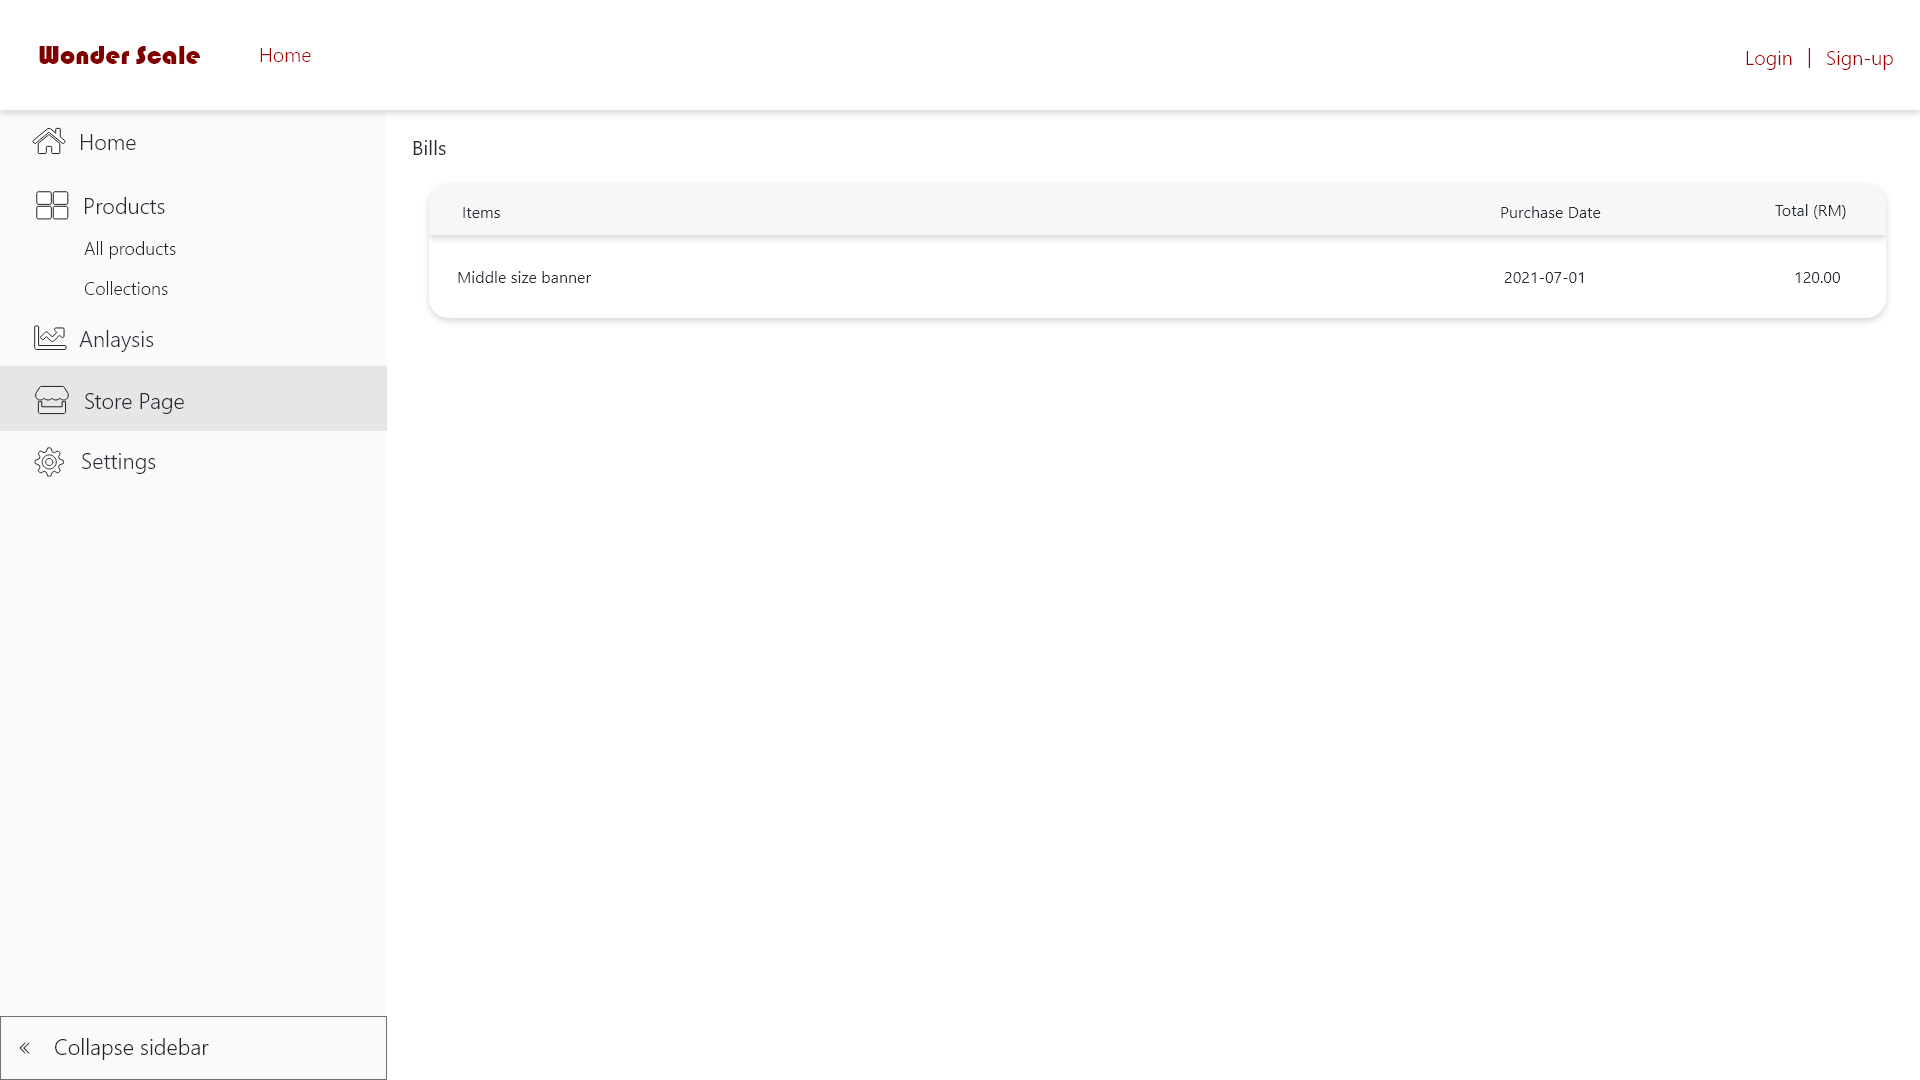 Wonder Scale Home Login | Sign-up
Home
Products
All products
Collections
Anlaysis
Store Page
Settings
« Collapse sidebar
Bills
Items Purchase Date Total (RM)
Middle size banner 2021-07-01 120.00